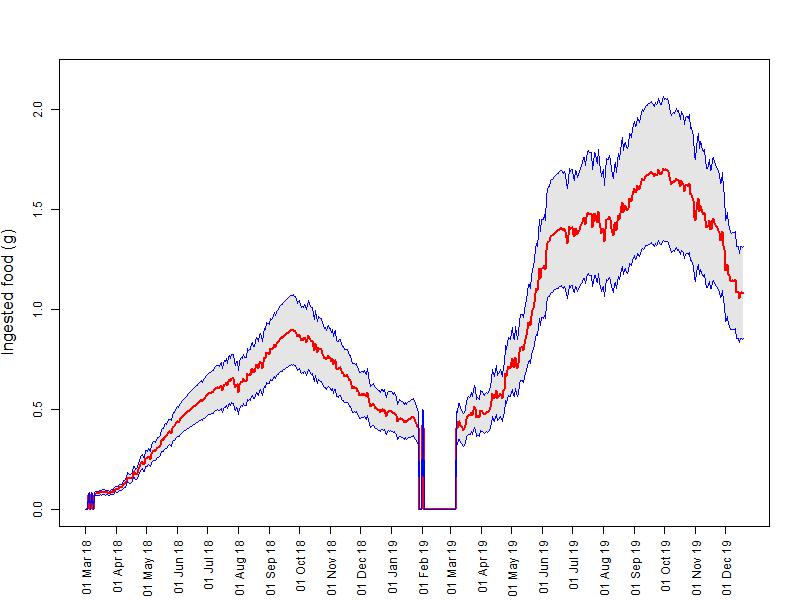 Ingested food (g)
2.0
1.5
1.0
0.5
0.0
01 Mar 18
01 Apr 18
01 May 18
01 Jun 18
01 Jul 18
01 Aug 18
01 Sep 18
01 Oct 18
01 Nov 18
01 Dec 18
01 Jan 19
01 Feb 19
01 Mar 19
01 Apr 19
01 May 19
01 Jun 19
01 Jul 19
01 Aug 19
01 Sep 19
01 Oct 19
01 Nov 19
01 Dec 19